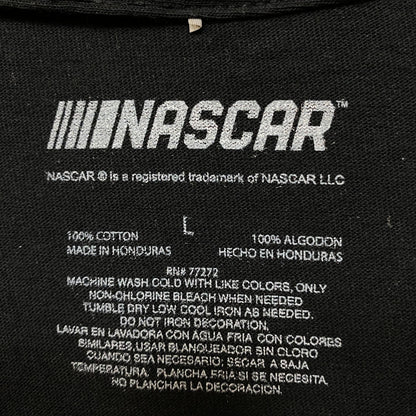 NASCAR™
NASCAR ® is a registered trademark of NASCAR LLC
L
100% COTTON 100% ALGODON
MADE IN HONDURAS HECHO EN HONDURAS
RN# 77272
MACHINE WASH COLD WITH LIKE COLORS, ONLY
NON-CHLORINE BLEACH WHEN NEEDED
TUMBLE DRY LOW COOL IRON AS NEEDED.
DO NOT IRON DECORATION.
LAVAR EN LAVADORA CON AGUA FRIA CON COLORES
SIMILARES, USAR BLANQUEADOR SIN CLORO
CUANDO SEA NECESARIO; SECAR A BAJA
TEMPERATURA. PLANCHA FRIA SI SE NECESITA.
NO PLANCHAR LA DECORACION.